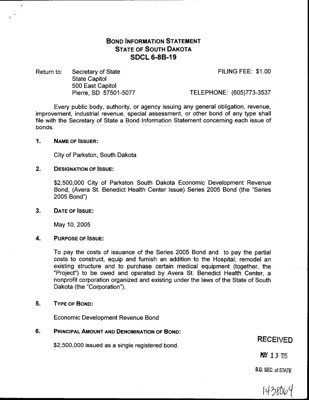 BOND INFORMATION STATEMENT
STATE OF SOUTH DAKOTA
SDCL 6-8B-19
Return to: Secretary of State FILING FEE: $1.00
State Capitol
500 East Capitol
Pierre, SD 57501-5077 TELEPHONE: (605)773-3537
Every public body, authority, or agency issuing any general obligation, revenue,
improvement, industrial revenue, special assessment, or other bond of any type shall
file with the Secretary of State a Bond Information Statement concerning each issue of
bonds.
1. NAME OF ISSUER:
City of Parkston, South Dakota
2. DESIGNATION OF ISSUE:
$2,500,000 City of Parkston South Dakota Economic Development Revenue
Bond, (Avera St. Benedict Health Center Issue) Series 2005 Bond (the "Series
2005 Bond")
3. DATE OF ISSUE:
May 10, 2005
4. PURPOSE OF ISSUE:
To pay the costs of issuance of the Series 2005 Bond and to pay the partial
costs to construct, equip and furnish an addition to the Hospital; remodel an
existing structure and to purchase certain medical equipment (together, the
"Project") to be owned and operated by Avera St. Benedict Health Center, a
nonprofit corporation organized and existing under the laws of the State of South
Dakota (the "Corporation").
5. TYPE OF BOND:
Economic Development Revenue Bond
6. PRINCIPAL AMOUNT AND DENOMINATION OF BOND:
$2,500,000 issued as a single registered bond.
RECEIVED
MAY 13 '05
S.D. SEC. of STATE
1438064